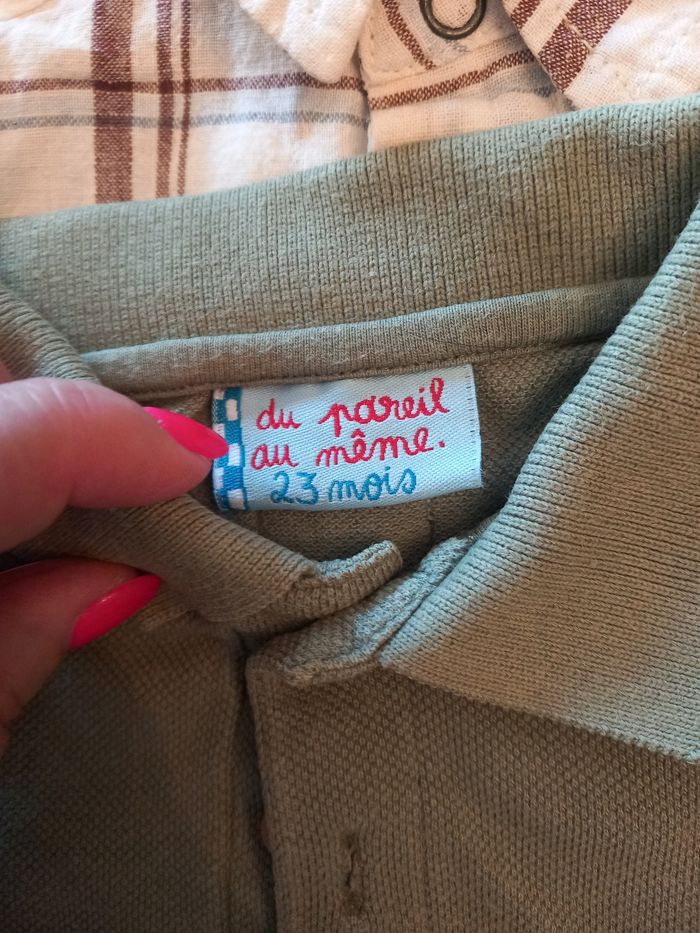 du pareil
au même.
23 mois